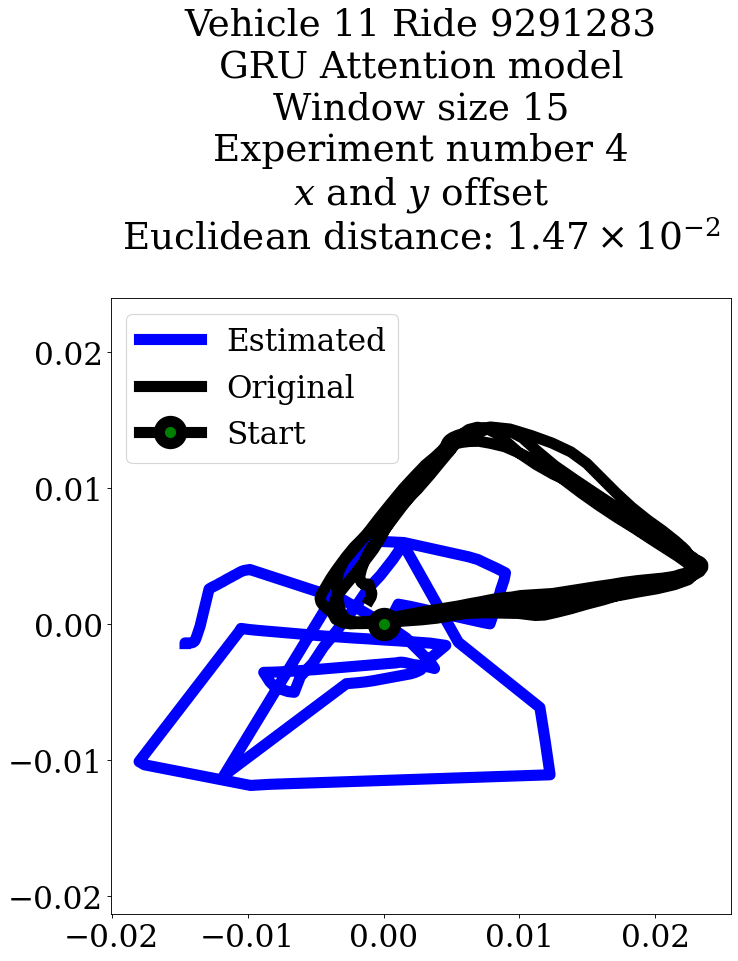 Vehicle 11 Ride 9291283
GRU Attention model
Window size 15
Experiment number 4
x and y offset
Euclidean distance: 1.47 × 10⁻²
Estimated
Original
Start
0.02
0.01
0.00
−0.01
−0.02
−0.02 −0.01 0.00 0.01 0.02